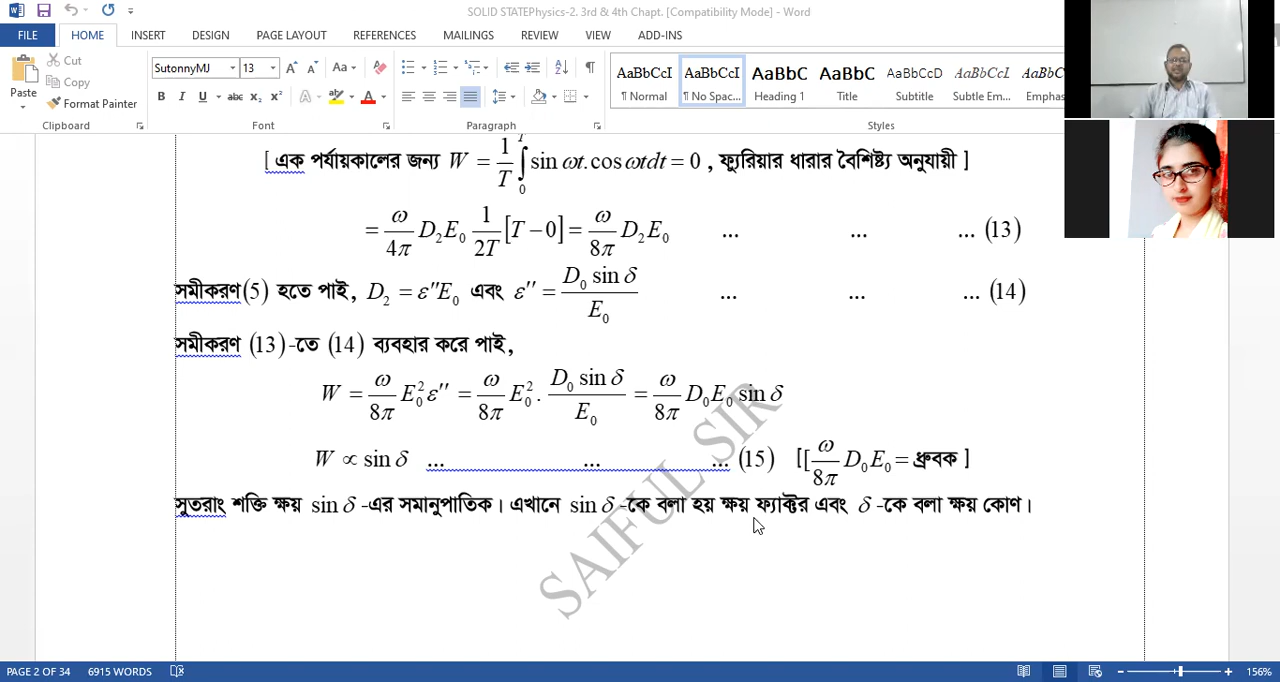 SOLID STATEPhysics-2. 3rd & 4th Chapt. [Compatibility Mode] - Word
FILE HOME INSERT DESIGN PAGE LAYOUT REFERENCES MAILINGS REVIEW VIEW ADD-INS
Cut
Copy
Format Painter
Paste
SutonnyMJ 13
AaBbCcI AaBbCcI AaBbC AaBbC AaBbCcD AaBbCcI AaBbC
¶ Normal ¶ No Spac... Heading 1 Title Subtitle Subtle Em... Emphas
Clipboard Font Paragraph Styles
[ এক পর্যায়কালের জন্য W = 1/T ∫₀ᵀ sin ωt.cos ωtdt = 0 , ফ্যুরিয়ার ধারার বৈশিষ্ট্য অনুযায়ী ]
= ω/4π D₂E₀ 1/2T [T − 0] = ω/8π D₂E₀ ... ... ... (13)
সমীকরণ(5) হতে পাই, D₂ = ε″E₀ এবং ε″ = D₀ sin δ/E₀ ... ... ... (14)
সমীকরণ (13)-তে (14) ব্যবহার করে পাই,
W = ω/8π E₀²ε″ = ω/8π E₀². D₀ sin δ/E₀ = ω/8π D₀E₀ sin δ
W ∝ sin δ ... ... ... (15) [[ω/8π D₀E₀ = ধ্রুবক ]
সুতরাং শক্তি ক্ষয় sin δ -এর সমানুপাতিক। এখানে sin δ -কে বলা হয় ক্ষয় ফ্যাক্টর এবং δ -কে বলা ক্ষয় কোণ।
SAIFUL SIR
PAGE 2 OF 34 6915 WORDS 156%